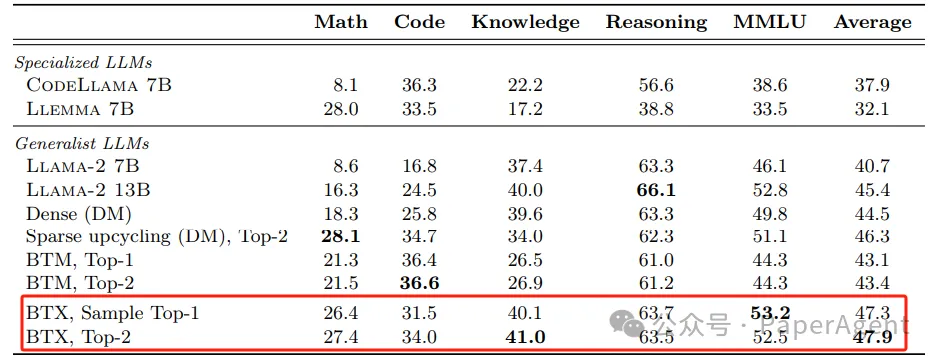 Math Code Knowledge Reasoning MMLU Average
Specialized LLMs
CODELLAMA 7B 8.1 36.3 22.2 56.6 38.6 37.9
LLEMMA 7B 28.0 33.5 17.2 38.8 33.5 32.1
Generalist LLMs
LLAMA-2 7B 8.6 16.8 37.4 63.3 46.1 40.7
LLAMA-2 13B 16.3 24.5 40.0 66.1 52.8 45.4
Dense (DM) 18.3 25.8 39.6 63.3 49.8 44.5
Sparse upcycling (DM), Top-2 28.1 34.7 34.0 62.3 51.1 46.3
BTM, Top-1 21.3 36.4 26.5 61.0 44.3 43.1
BTM, Top-2 21.5 36.6 26.9 61.2 44.3 43.4
BTX, Sample Top-1 26.4 31.5 40.1 63.7 53.2 47.3
BTX, Top-2 27.4 34.0 41.0 63.5 52.5 47.9
公众号 · PaperAgent